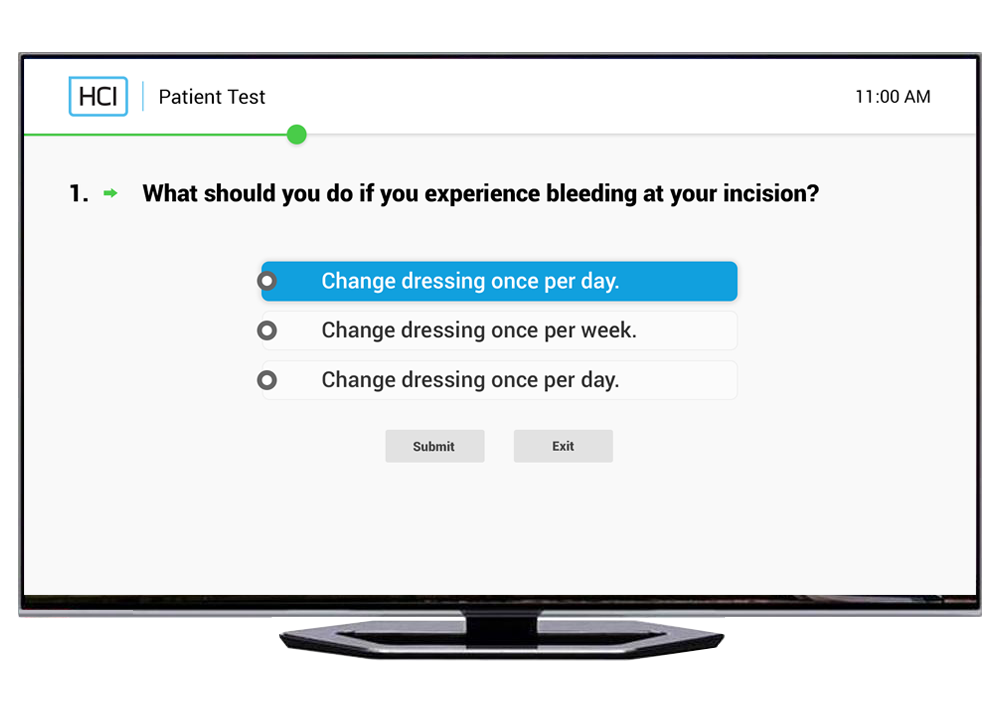 HCI Patient Test 11:00 AM
1. What should you do if you experience bleeding at your incision?
Change dressing once per day.
Change dressing once per week.
Change dressing once per day.
Submit Exit